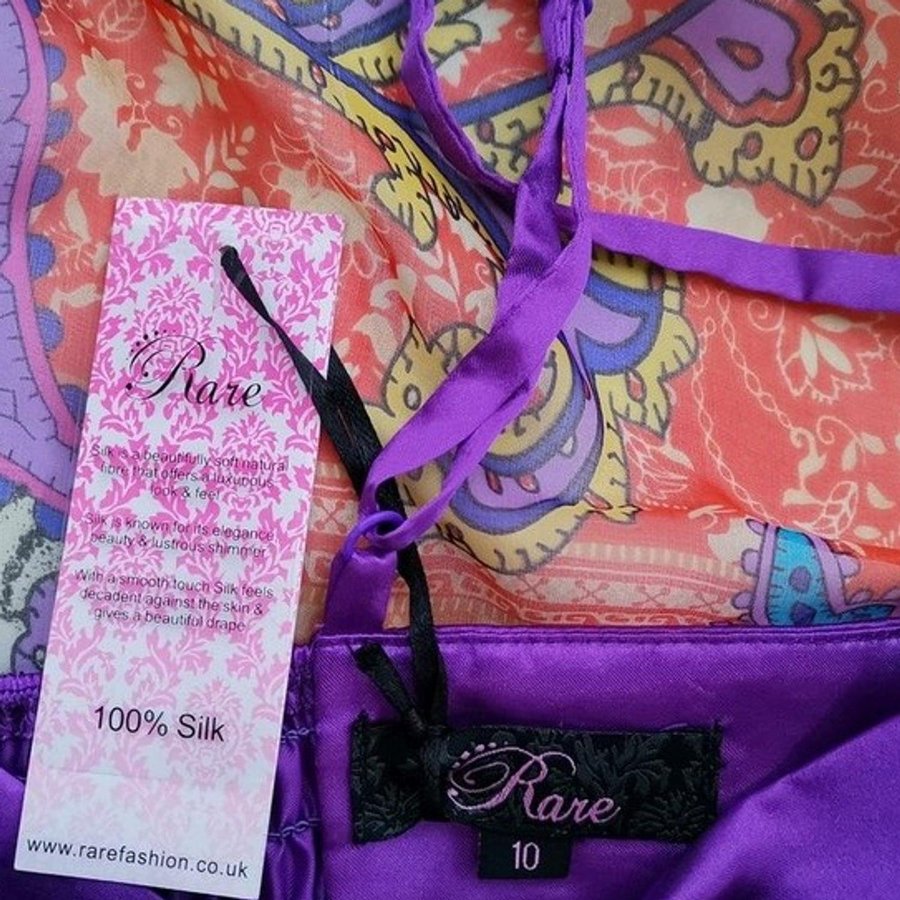 Rare
Silk is a beautifully soft natural
fibre that offers a luxurious
look & feel
Silk is known for its elegance
beauty & lustrous shimmer
With a smooth touch Silk feels
decadent against the skin &
gives a beautiful drape
100% Silk
www.rarefashion.co.uk
Rare
10